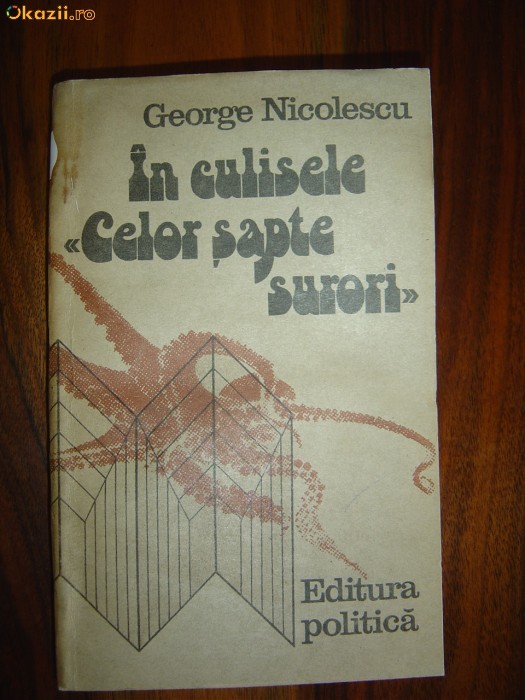 Okazii.ro
George Nicolescu
În culisele
«Celor șapte
surori»
Editura
politică